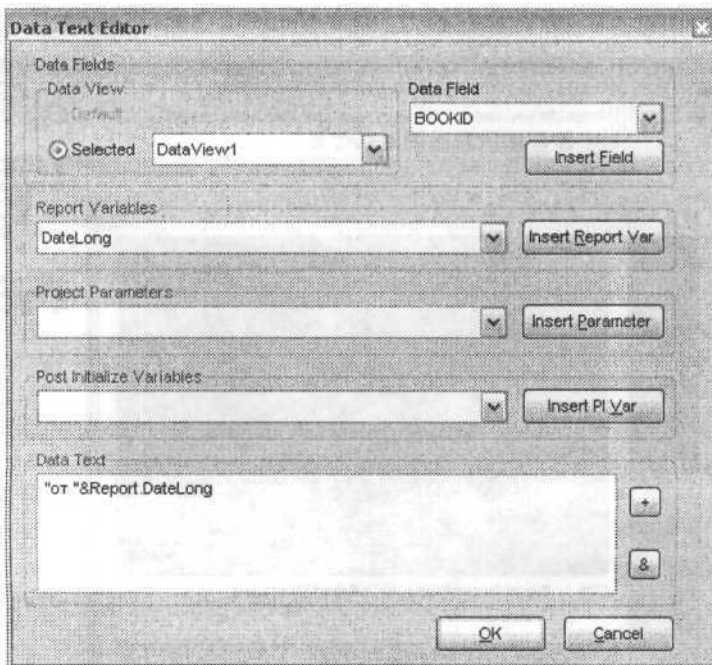 Data Text Editor
Data Fields
Data View
Default
Selected
DataView1
Data Field
BOOKID
Insert Field
Report Variables
DateLong
Insert Report Var
Project Parameters
Insert Parameter
Post Initialize Variables
Insert PI Var
Data Text
"от "&Report.DateLong
+
&
OK
Cancel